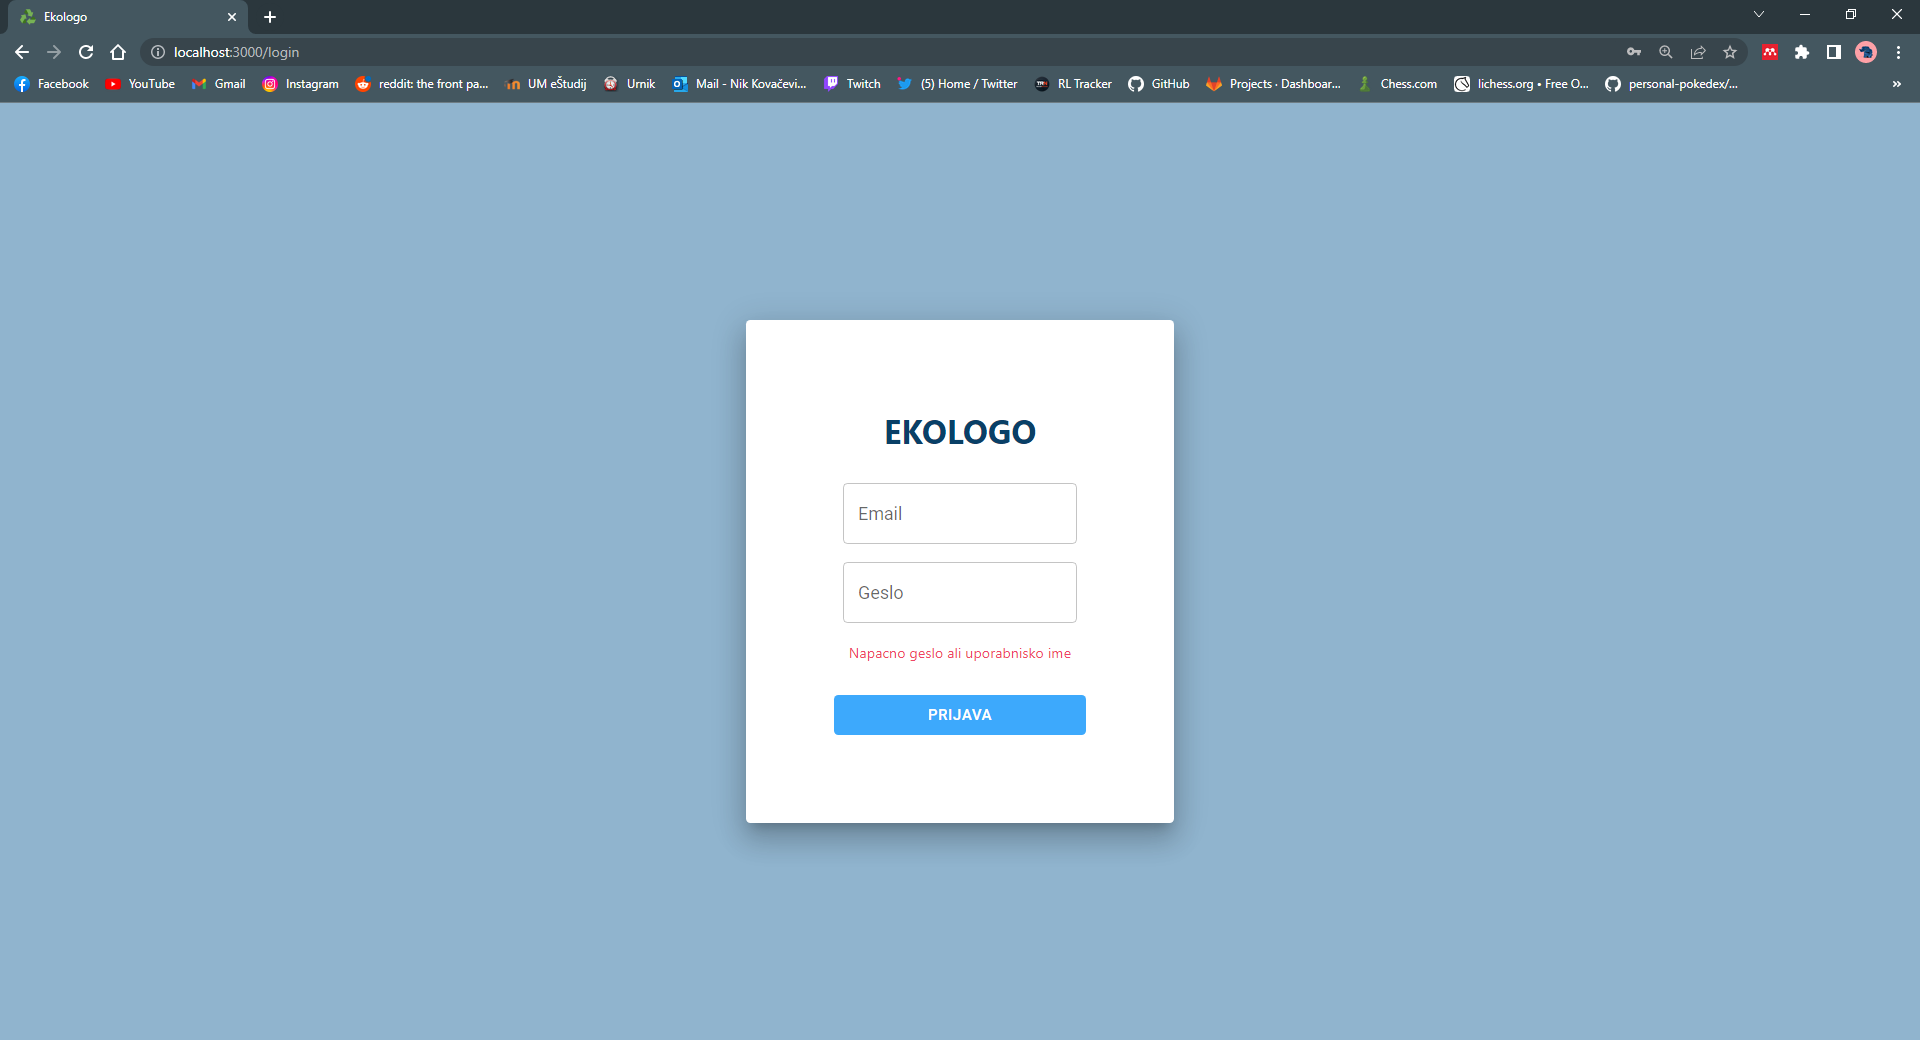 Ekologo
localhost:3000/login
Facebook YouTube Gmail Instagram reddit: the front pa... UM eŠtudij Urnik Mail - Nik Kovačevi... Twitch (5) Home / Twitter RL Tracker GitHub Projects · Dashboar... Chess.com lichess.org • Free O... personal-pokedex/... »
EKOLOGO
Email
Geslo
Napacno geslo ali uporabnisko ime
PRIJAVA